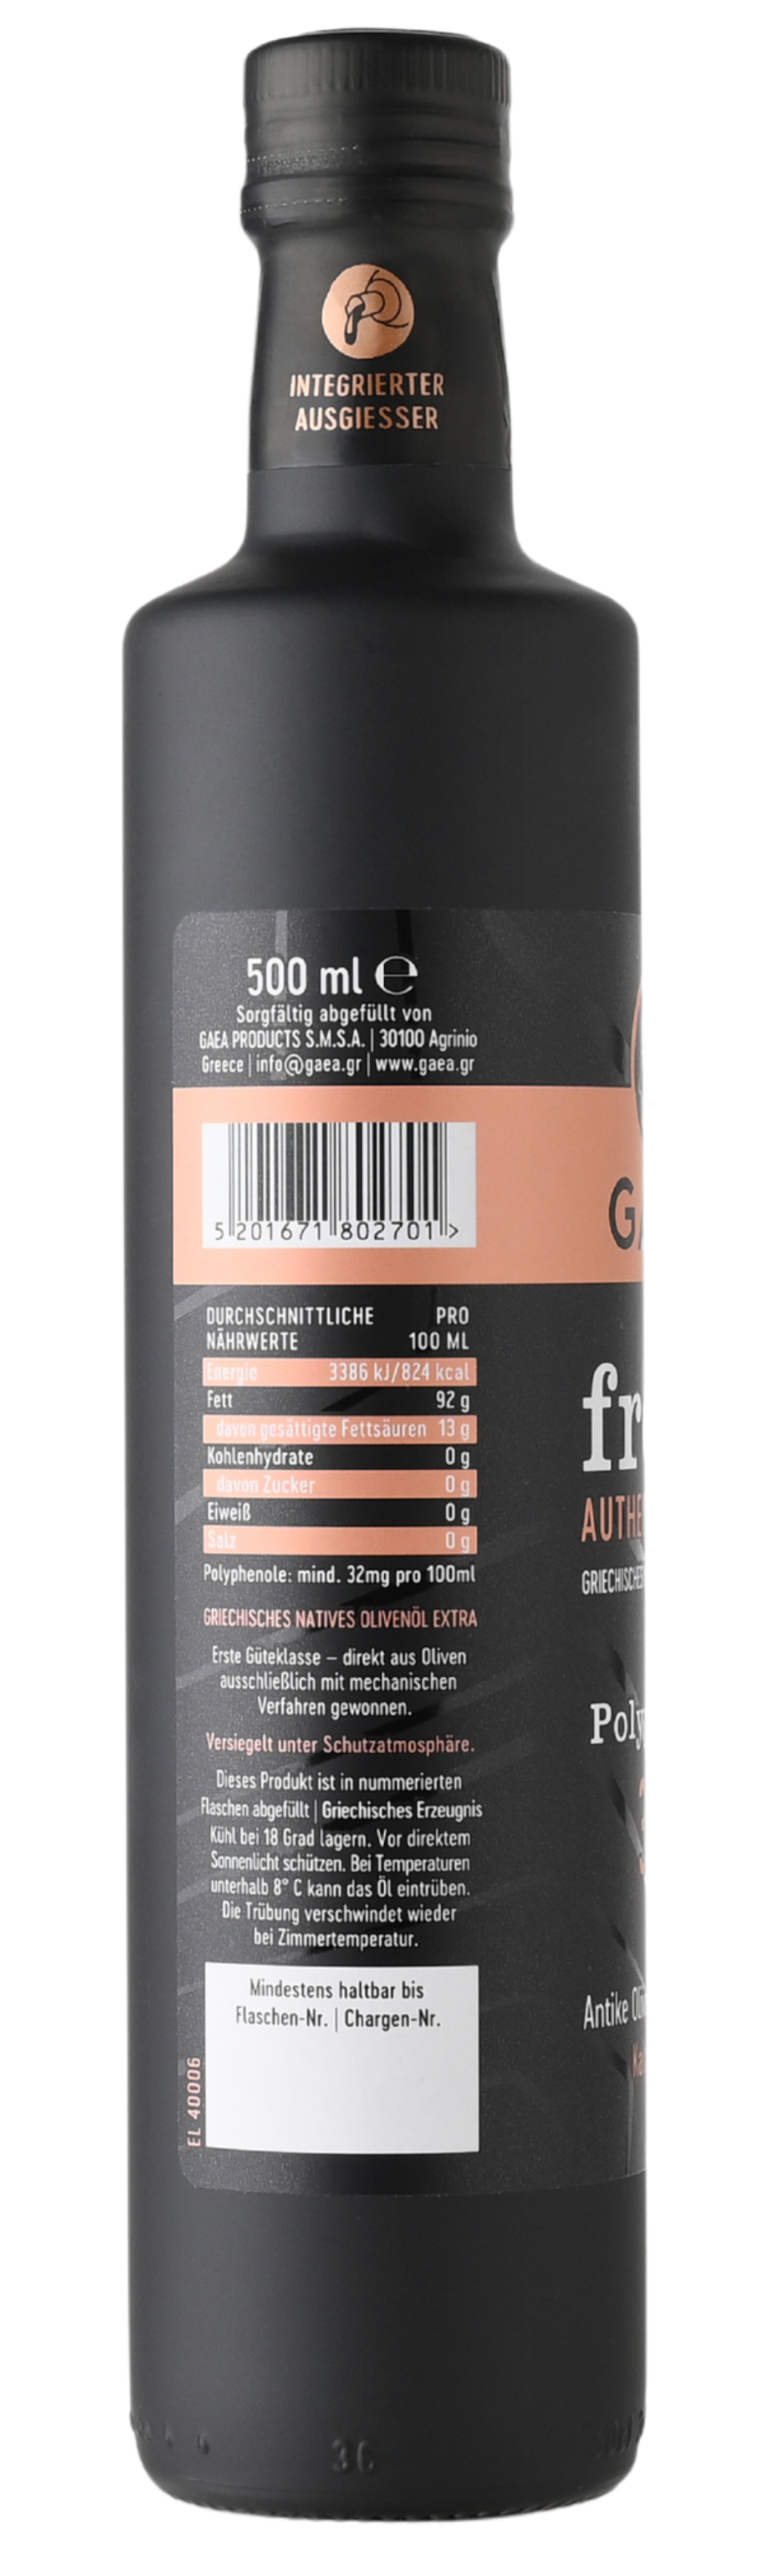 INTEGRIERTER
AUSGIESSER
500 ml ℮
Sorgfältig abgefüllt von
GAEA PRODUCTS S.M.S.A. | 30100 Agrinio
Greece | info@gaea.gr | www.gaea.gr
5 201671 802701 >
DURCHSCHNITTLICHE PRO
NÄHRWERTE 100 ML
Energie 3386 kJ/824 kcal
Fett 92 g
davon gesättigte Fettsäuren 13 g
Kohlenhydrate 0 g
davon Zucker 0 g
Eiweiß 0 g
Salz 0 g
Polyphenole: mind. 32mg pro 100ml
GRIECHISCHES NATIVES OLIVENÖL EXTRA
Erste Güteklasse – direkt aus Oliven
ausschließlich mit mechanischen
Verfahren gewonnen.
Versiegelt unter Schutzatmosphäre.
Dieses Produkt ist in nummerierten
Flaschen abgefüllt | Griechisches Erzeugnis
Kühl bei 18 Grad lagern. Vor direktem
Sonnenlicht schützen. Bei Temperaturen
unterhalb 8° C kann das Öl eintrüben.
Die Trübung verschwindet wieder
bei Zimmertemperatur.
Mindestens haltbar bis
Flaschen-Nr. | Chargen-Nr.
EL 40006
Antike
36